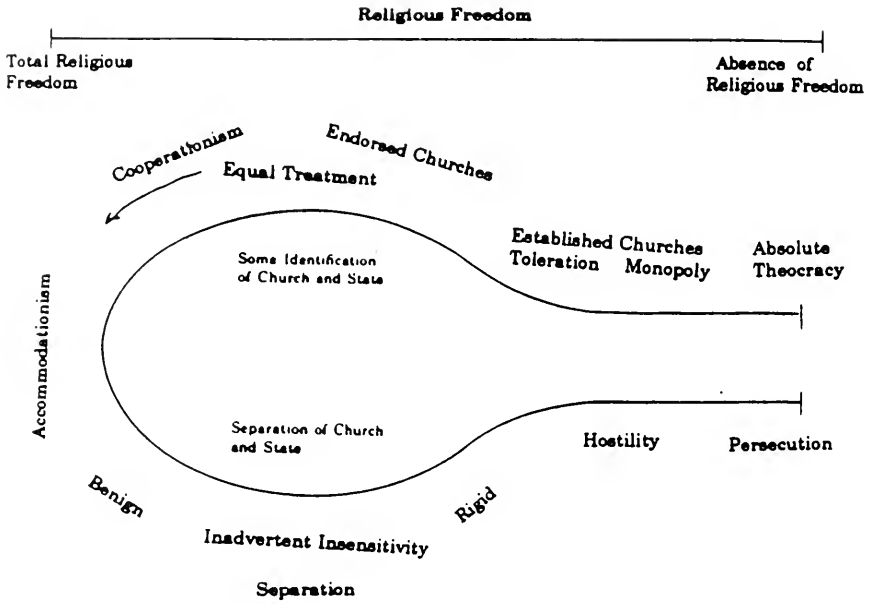 Religious Freedom
Total Religious
Freedom
Absence of
Religious Freedom
Cooperationism
Endorsed Churches
Equal Treatment
Some Identification
of Church and State
Established Churches
Toleration Monopoly
Absolute
Theocracy
Accommodationism
Separation of Church
and State
Hostility
Persecution
Benign
Rigid
Inadvertent Insensitivity
Separation